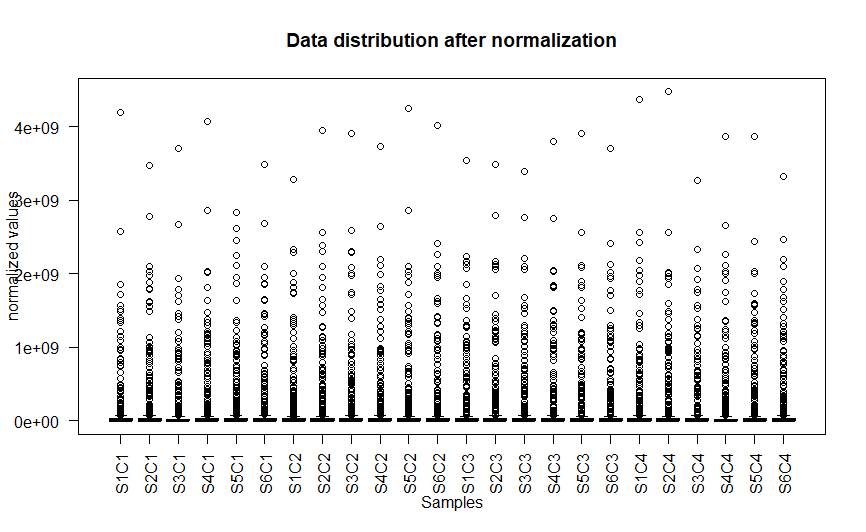 Data distribution after normalization
normalized values
4e+09
3e+09
2e+09
1e+09
0e+00
S1C1
S2C1
S3C1
S4C1
S5C1
S6C1
S1C2
S2C2
S3C2
S4C2
S5C2
S6C2
S1C3
S2C3
S3C3
S4C3
S5C3
S6C3
S1C4
S2C4
S3C4
S4C4
S5C4
S6C4
Samples